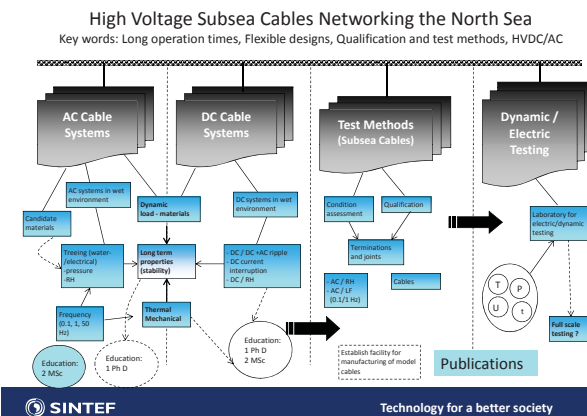 High Voltage Subsea Cables Networking the North Sea
Key words: Long operation times, Flexible designs, Qualification and test methods, HVDC/AC
AC Cable
Systems
DC Cable
Systems
Test Methods
(Subsea Cables)
Dynamic /
Electric
Testing
AC systems in wet
environment
Candidate
materials
Dynamic
load - materials
DC systems in wet
environment
Condition
assessment
Qualification
Laboratory for
electric/dynamic
testing
Treeing (water-
/electrical)
-pressure
-RH
Long term
properties
(stability)
- DC / DC +AC ripple
- DC current
interruption
- DC / RH
Terminations
and joints
- AC / RH
- AC / LF
(0.1/1 Hz)
Cables
T
P
U
t
Frequency
(0.1, 1, 50
Hz)
Thermal
Mechanical
Full scale
testing ?
Education:
2 MSc
Education:
1 Ph D
Education:
1 Ph D
2 MSc
Establish facility for
manufacturing of model
cables
Publications
SINTEF
Technology for a better society